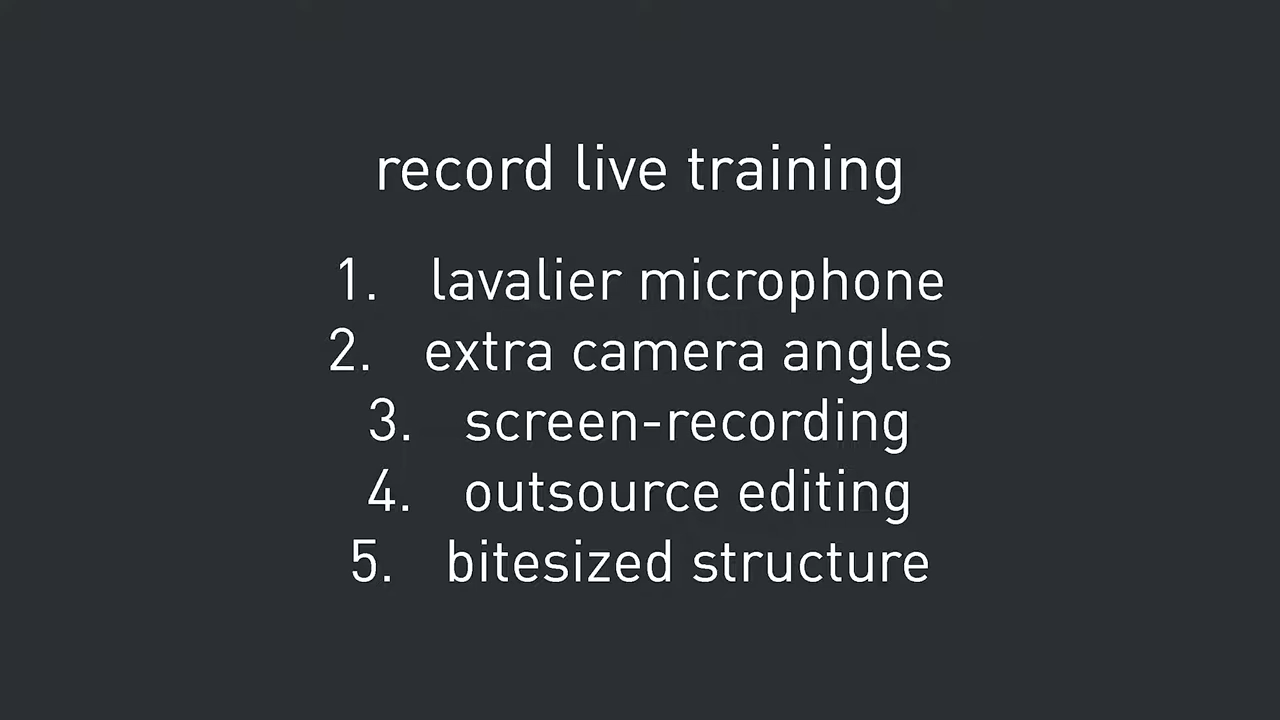 record live training
1. lavalier microphone
2. extra camera angles
3. screen-recording
4. outsource editing
5. bitesized structure